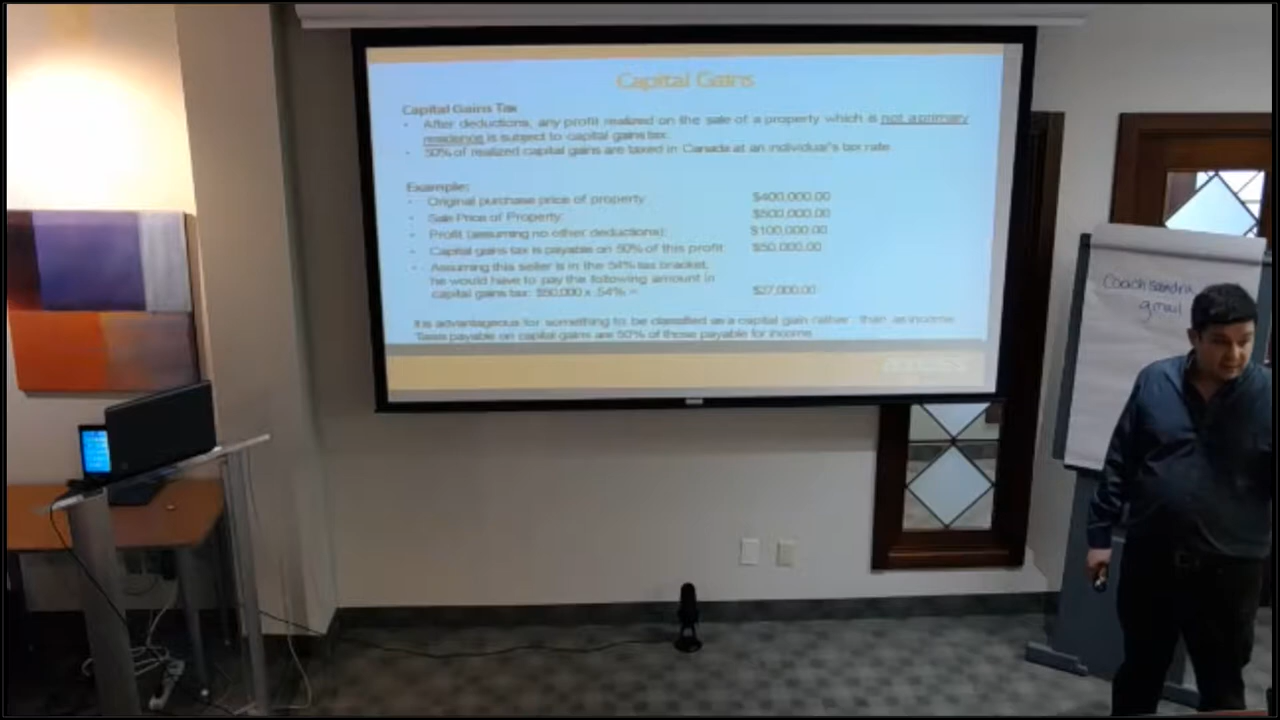 Capital Gains
Capital Gains Tax
• After deductions, any profit realized on the sale of a property which is not a primary
residence is subject to capital gains tax.
• 50% of realized capital gains are taxed in Canada at an individual's tax rate
Example:
• Original purchase price of property $400,000.00
• Sale Price of Property: $500,000.00
• Profit (assuming no other deductions): $100,000.00
• Capital gains tax is payable on 50% of this profit $50,000.00
• Assuming this seller is in the 54% tax bracket,
he would have to pay the following amount in
capital gains tax: $50,000 x .54% = $27,000.00
It is advantageous for something to be classified as a capital gain rather than as income.
Taxes payable on capital gains are 50% of those payable for income.
ACCESS
Coach sandra
gmail